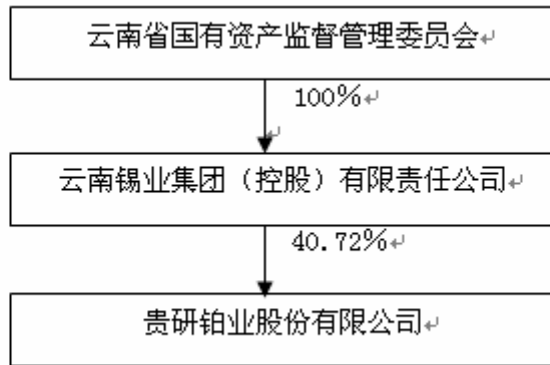 云南省国有资产监督管理委员会
100%
云南锡业集团（控股）有限责任公司
40.72%
贵研铂业股份有限公司